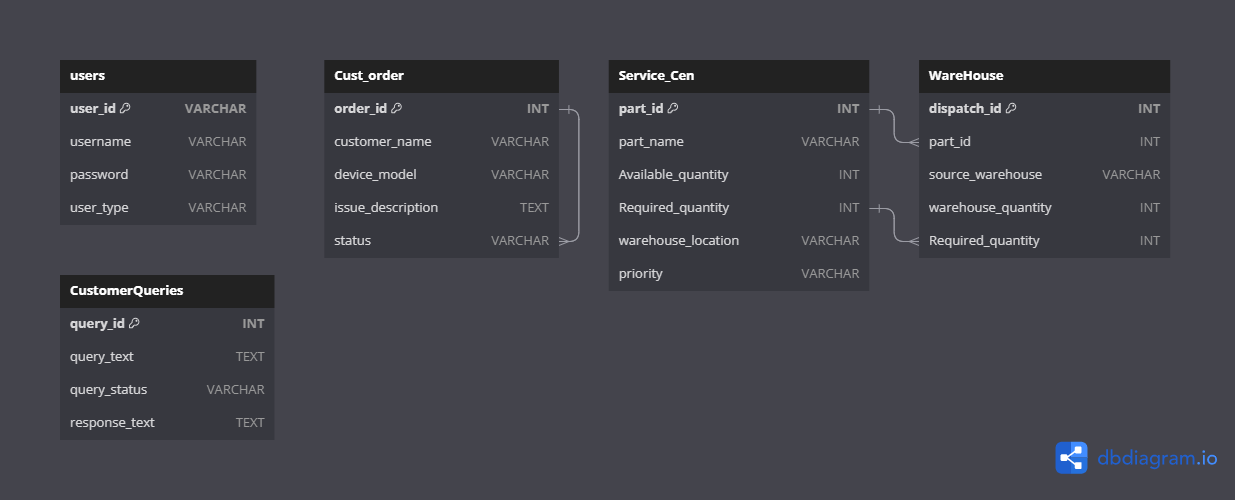 users
user_id VARCHAR
username VARCHAR
password VARCHAR
user_type VARCHAR
Cust_order
order_id INT
customer_name VARCHAR
device_model VARCHAR
issue_description TEXT
status VARCHAR
Service_Cen
part_id INT
part_name VARCHAR
Available_quantity INT
Required_quantity INT
warehouse_location VARCHAR
priority VARCHAR
WareHouse
dispatch_id INT
part_id INT
source_warehouse VARCHAR
warehouse_quantity INT
Required_quantity INT
CustomerQueries
query_id INT
query_text TEXT
query_status VARCHAR
response_text TEXT
dbdiagram.io